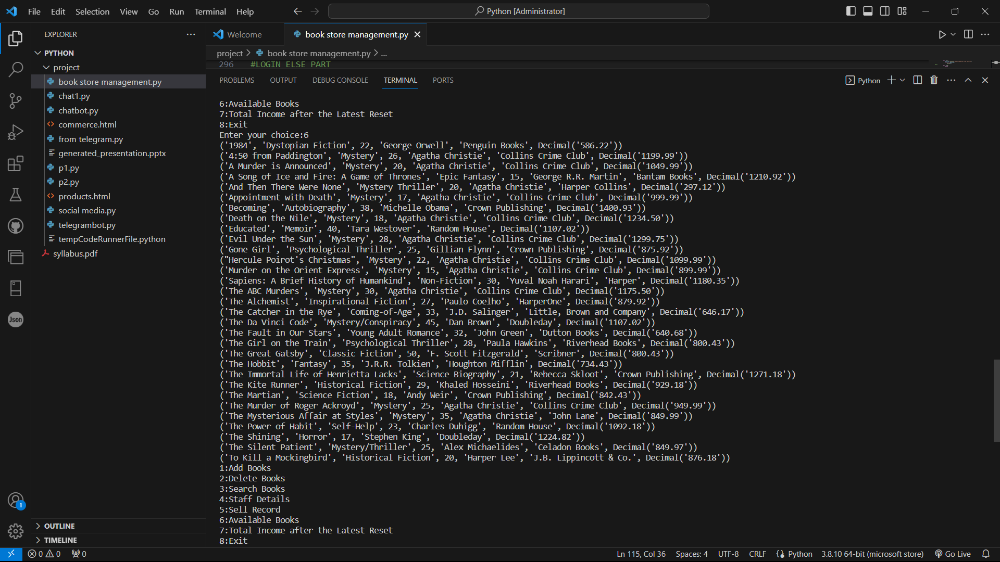 File Edit Selection View Go Run Terminal Help
Python [Administrator]
EXPLORER
PYTHON
project
book store management.py
chat1.py
chatbot.py
commerce.html
from telegram.py
generated_presentation.pptx
p1.py
p2.py
products.html
social media.py
telegrambot.py
tempCodeRunnerFile.python
syllabus.pdf
OUTLINE
TIMELINE
Json
1
Welcome
book store management.py
project > book store management.py > ...
296 #LOGIN ELSE PART
PROBLEMS OUTPUT DEBUG CONSOLE TERMINAL PORTS
Python
6:Available Books
7:Total Income after the Latest Reset
8:Exit
Enter your choice:6
('1984', 'Dystopian Fiction', 22, 'George Orwell', 'Penguin Books', Decimal('586.22'))
('4:50 from Paddington', 'Mystery', 26, 'Agatha Christie', 'Collins Crime Club', Decimal('1199.99'))
('A Murder is Announced', 'Mystery', 20, 'Agatha Christie', 'Collins Crime Club', Decimal('1049.99'))
('A Song of Ice and Fire: A Game of Thrones', 'Epic Fantasy', 15, 'George R.R. Martin', 'Bantam Books', Decimal('1210.92'))
('And Then There Were None', 'Mystery Thriller', 20, 'Agatha Christie', 'Harper Collins', Decimal('297.12'))
('Appointment with Death', 'Mystery', 17, 'Agatha Christie', 'Collins Crime Club', Decimal('999.99'))
('Becoming', 'Autobiography', 38, 'Michelle Obama', 'Crown Publishing', Decimal('1400.93'))
('Death on the Nile', 'Mystery', 18, 'Agatha Christie', 'Collins Crime Club', Decimal('1234.50'))
('Educated', 'Memoir', 40, 'Tara Westover', 'Random House', Decimal('1107.02'))
('Evil Under the Sun', 'Mystery', 28, 'Agatha Christie', 'Collins Crime Club', Decimal('1299.75'))
('Gone Girl', 'Psychological Thriller', 25, 'Gillian Flynn', 'Crown Publishing', Decimal('875.92'))
("Hercule Poirot's Christmas", 'Mystery', 22, 'Agatha Christie', 'Collins Crime Club', Decimal('1099.99'))
('Murder on the Orient Express', 'Mystery', 15, 'Agatha Christie', 'Collins Crime Club', Decimal('899.99'))
('Sapiens: A Brief History of Humankind', 'Non-Fiction', 30, 'Yuval Noah Harari', 'Harper', Decimal('1180.35'))
('The ABC Murders', 'Mystery', 30, 'Agatha Christie', 'Collins Crime Club', Decimal('1175.50'))
('The Alchemist', 'Inspirational Fiction', 27, 'Paulo Coelho', 'HarperOne', Decimal('879.92'))
('The Catcher in the Rye', 'Coming-of-Age', 33, 'J.D. Salinger', 'Little, Brown and Company', Decimal('646.17'))
('The Da Vinci Code', 'Mystery/Conspiracy', 45, 'Dan Brown', 'Doubleday', Decimal('1107.02'))
('The Fault in Our Stars', 'Young Adult Romance', 32, 'John Green', 'Dutton Books', Decimal('640.68'))
('The Girl on the Train', 'Psychological Thriller', 28, 'Paula Hawkins', 'Riverhead Books', Decimal('800.43'))
('The Great Gatsby', 'Classic Fiction', 50, 'F. Scott Fitzgerald', 'Scribner', Decimal('800.43'))
('The Hobbit', 'Fantasy', 35, 'J.R.R. Tolkien', 'Houghton Mifflin', Decimal('734.43'))
('The Immortal Life of Henrietta Lacks', 'Science Biography', 21, 'Rebecca Skloot', 'Crown Publishing', Decimal('1271.18'))
('The Kite Runner', 'Historical Fiction', 29, 'Khaled Hosseini', 'Riverhead Books', Decimal('929.18'))
('The Martian', 'Science Fiction', 18, 'Andy Weir', 'Crown Publishing', Decimal('842.43'))
('The Murder of Roger Ackroyd', 'Mystery', 25, 'Agatha Christie', 'Collins Crime Club', Decimal('949.99'))
('The Mysterious Affair at Styles', 'Mystery', 35, 'Agatha Christie', 'John Lane', Decimal('849.99'))
('The Power of Habit', 'Self-Help', 23, 'Charles Duhigg', 'Random House', Decimal('1092.18'))
('The Shining', 'Horror', 17, 'Stephen King', 'Doubleday', Decimal('1224.82'))
('The Silent Patient', 'Mystery/Thriller', 25, 'Alex Michaelides', 'Celadon Books', Decimal('849.97'))
('To Kill a Mockingbird', 'Historical Fiction', 20, 'Harper Lee', 'J.B. Lippincott & Co.', Decimal('876.18'))
1:Add Books
2:Delete Books
3:Search Books
4:Staff Details
5:Sell Record
6:Available Books
7:Total Income after the Latest Reset
8:Exit
0 0 0
Ln 115, Col 36 Spaces: 4 UTF-8 CRLF Python 3.8.10 64-bit (microsoft store) Go Live